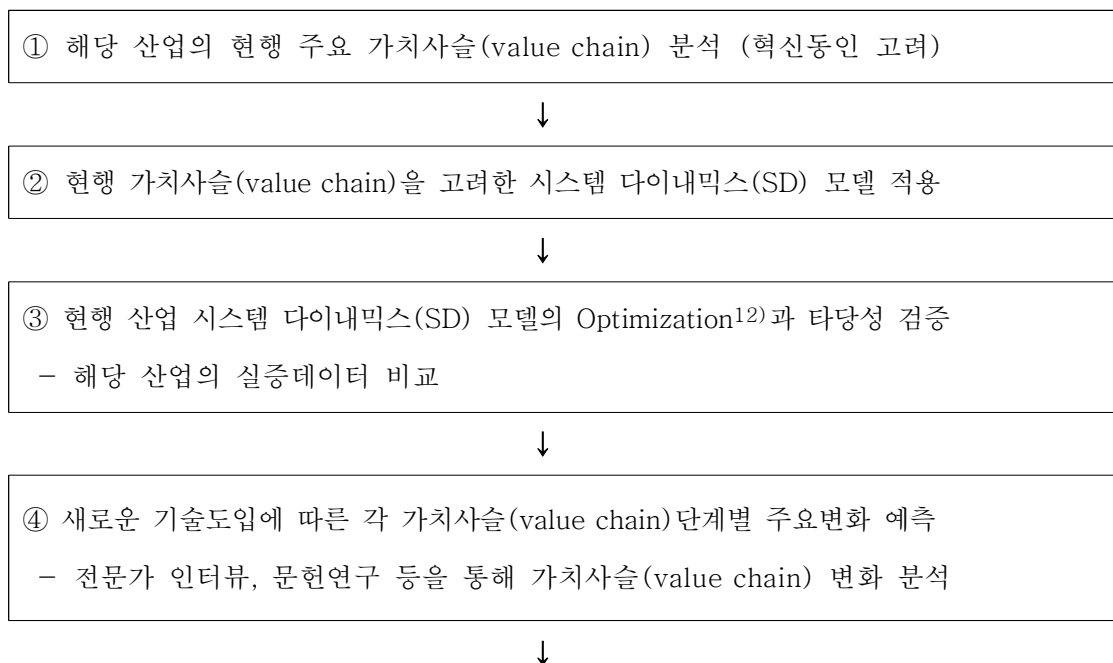 ① 해당 산업의 현행 주요 가치사슬(value chain) 분석 (혁신동인 고려)
↓
② 현행 가치사슬(value chain)을 고려한 시스템 다이내믹스(SD) 모델 적용
↓
③ 현행 산업 시스템 다이내믹스(SD) 모델의 Optimization12)과 타당성 검증
- 해당 산업의 실증데이터 비교
↓
④ 새로운 기술도입에 따른 각 가치사슬(value chain)단계별 주요변화 예측
- 전문가 인터뷰, 문헌연구 등을 통해 가치사슬(value chain) 변화 분석
↓